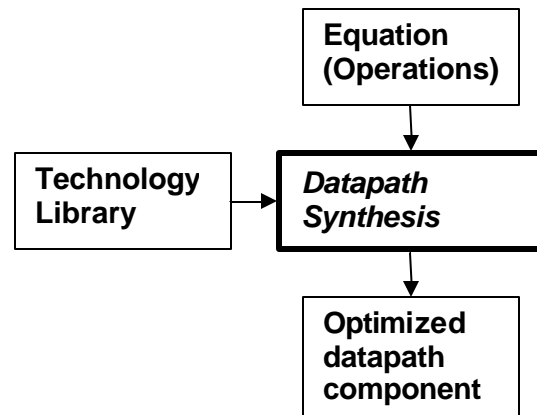 Equation
(Operations)
Technology
Library
Datapath
Synthesis
Optimized
datapath
component